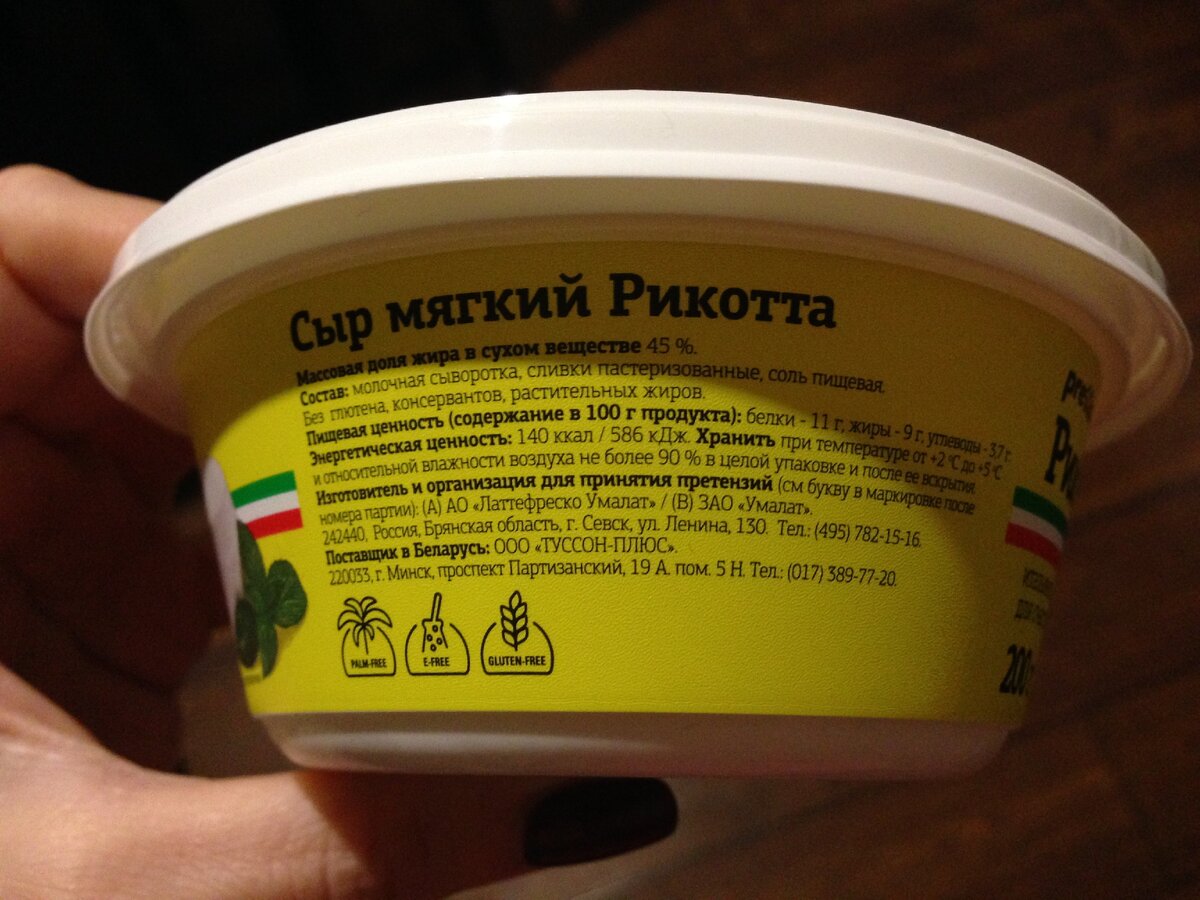 Сыр мягкий Рикотта
Массовая доля жира в сухом веществе 45 %.
Состав: молочная сыворотка, сливки пастеризованные, соль пищевая.
Без глютена, консервантов, растительных жиров.
Пищевая ценность (содержание в 100 г продукта): белки - 11 г, жиры - 9 г, углеводы - 3,7 г.
Энергетическая ценность: 140 ккал / 586 кДж. Хранить при температуре от +2 °С до +5 °С
и относительной влажности воздуха не более 90 % в целой упаковке и после ее вскрытия.
Изготовитель и организация для принятия претензий (см букву в маркировке после
номера партии): (А) АО «Латтефреско Умалат» / (В) ЗАО «Умалат».
242440, Россия, Брянская область, г. Севск, ул. Ленина, 130. Тел.: (495) 782-15-16.
Поставщик в Беларусь: ООО «ТУССОН-ПЛЮС».
220033, г. Минск, проспект Партизанский, 19 А. пом. 5 Н. Тел.: (017) 389-77-20.
PALM-FREE
E-FREE
GLUTEN-FREE
200